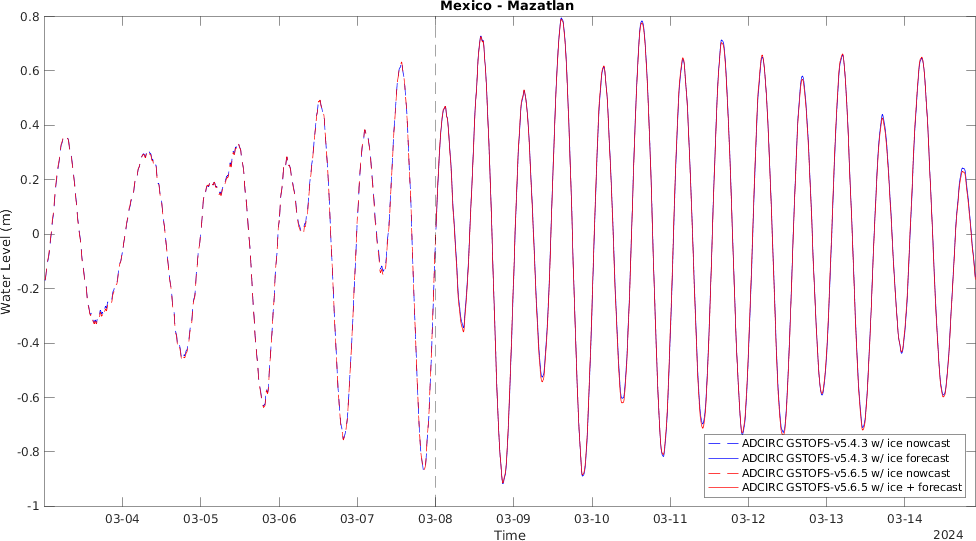 Mexico - Mazatlan
0.8
0.6
0.4
0.2
0
-0.2
-0.4
-0.6
-0.8
-1
Water Level (m)
03-04 03-05 03-06 03-07 03-08 03-09 03-10 03-11 03-12 03-13 03-14
Time
2024
ADCIRC GSTOFS-v5.4.3 w/ ice nowcast
ADCIRC GSTOFS-v5.4.3 w/ ice forecast
ADCIRC GSTOFS-v5.6.5 w/ ice nowcast
ADCIRC GSTOFS-v5.6.5 w/ ice + forecast